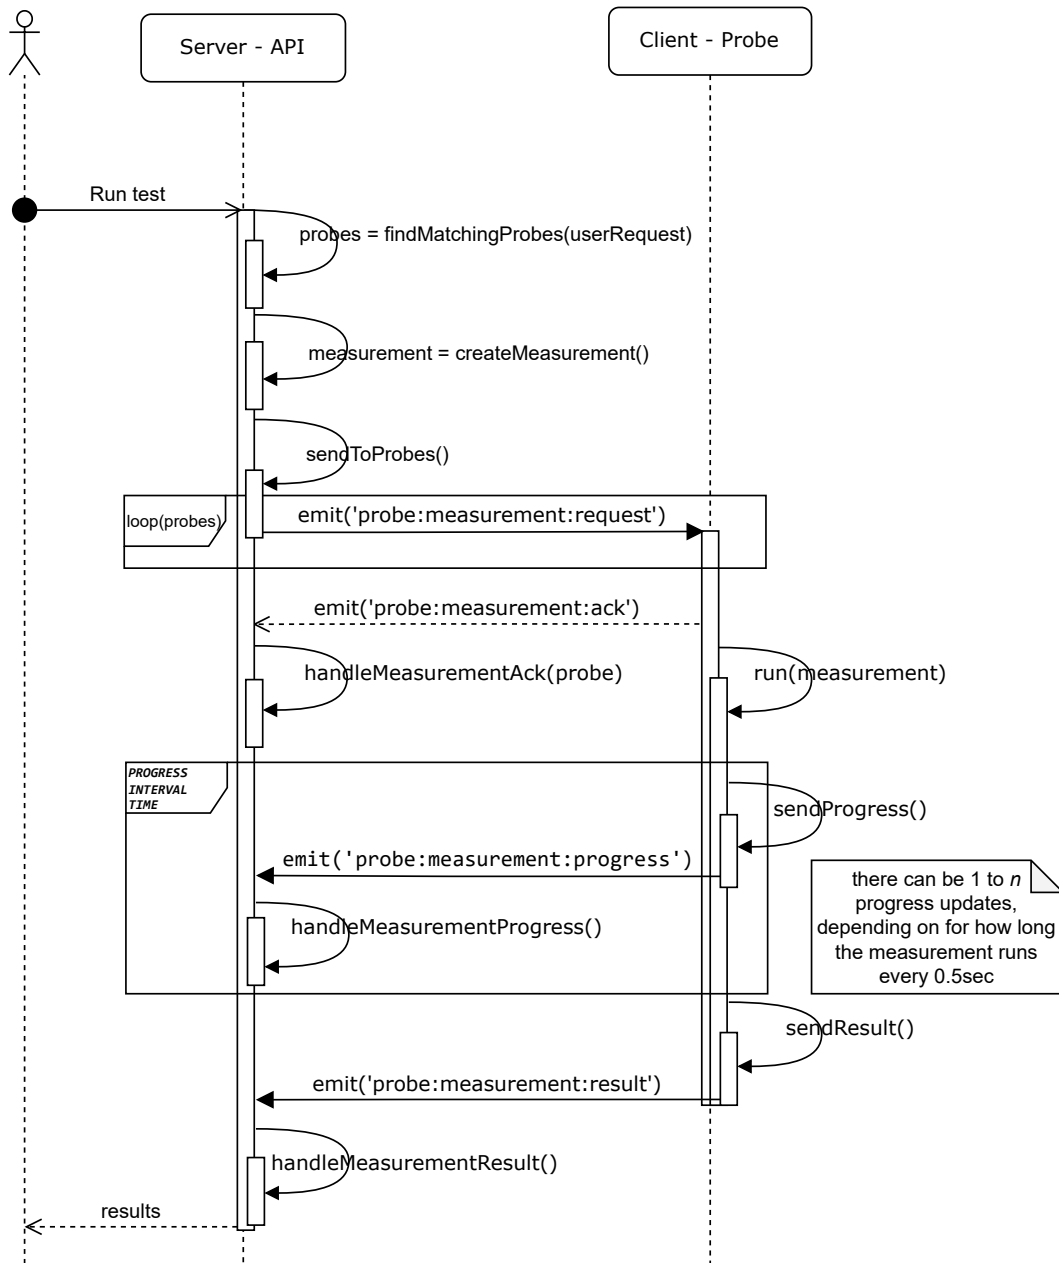 Server - API
Client - Probe
Run test
probes = findMatchingProbes(userRequest)
measurement = createMeasurement()
sendToProbes()
loop(probes)
emit('probe:measurement:request')
emit('probe:measurement:ack')
handleMeasurementAck(probe)
run(measurement)
PROGRESS
INTERVAL
TIME
sendProgress()
emit('probe:measurement:progress')
there can be 1 to n
progress updates,
depending on for how long
the measurement runs
every 0.5sec
handleMeasurementProgress()
sendResult()
emit('probe:measurement:result')
handleMeasurementResult()
results